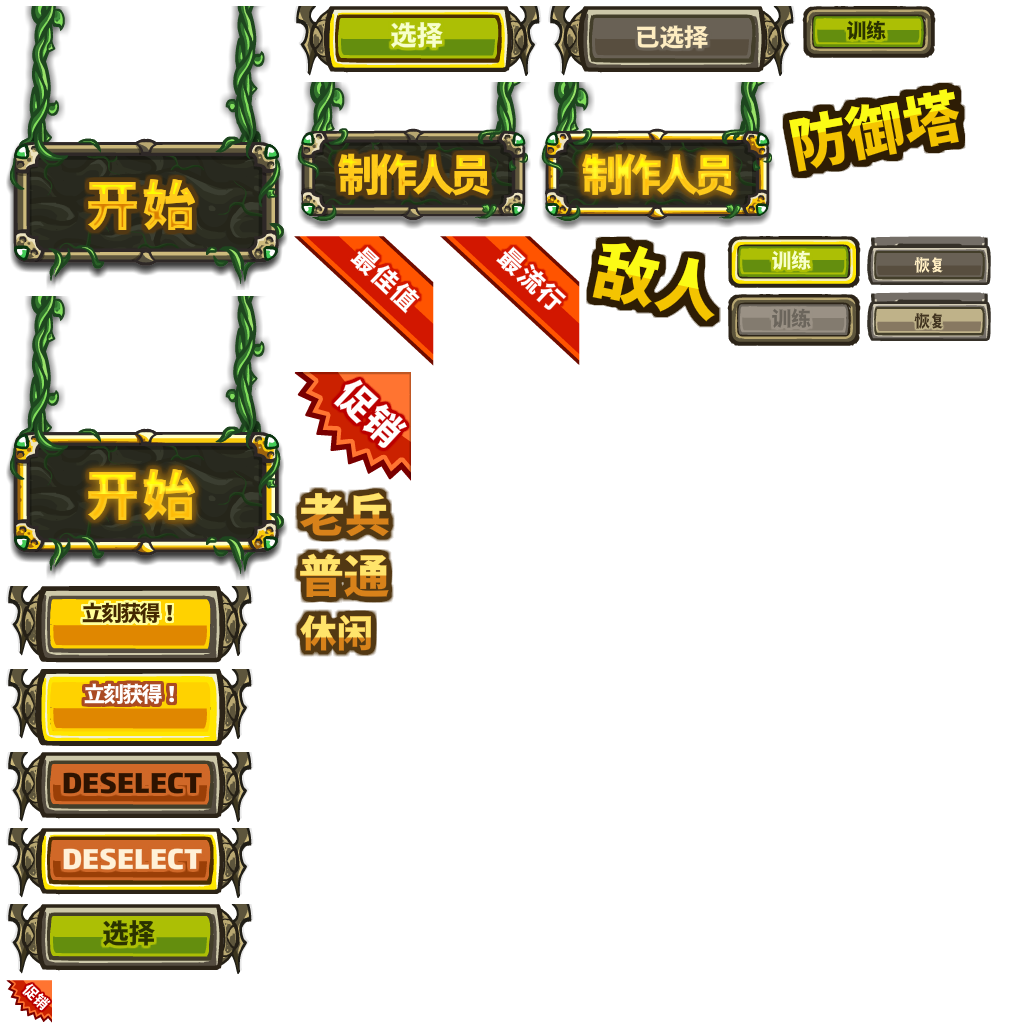 选择
已选择
训练
开始
制作人员
制作人员
防御塔
最佳值
最流行
敌人
训练
恢复
训练
恢复
开始
促销
老兵
普通
休闲
立刻获得！
立刻获得！
DESELECT
DESELECT
选择
促销